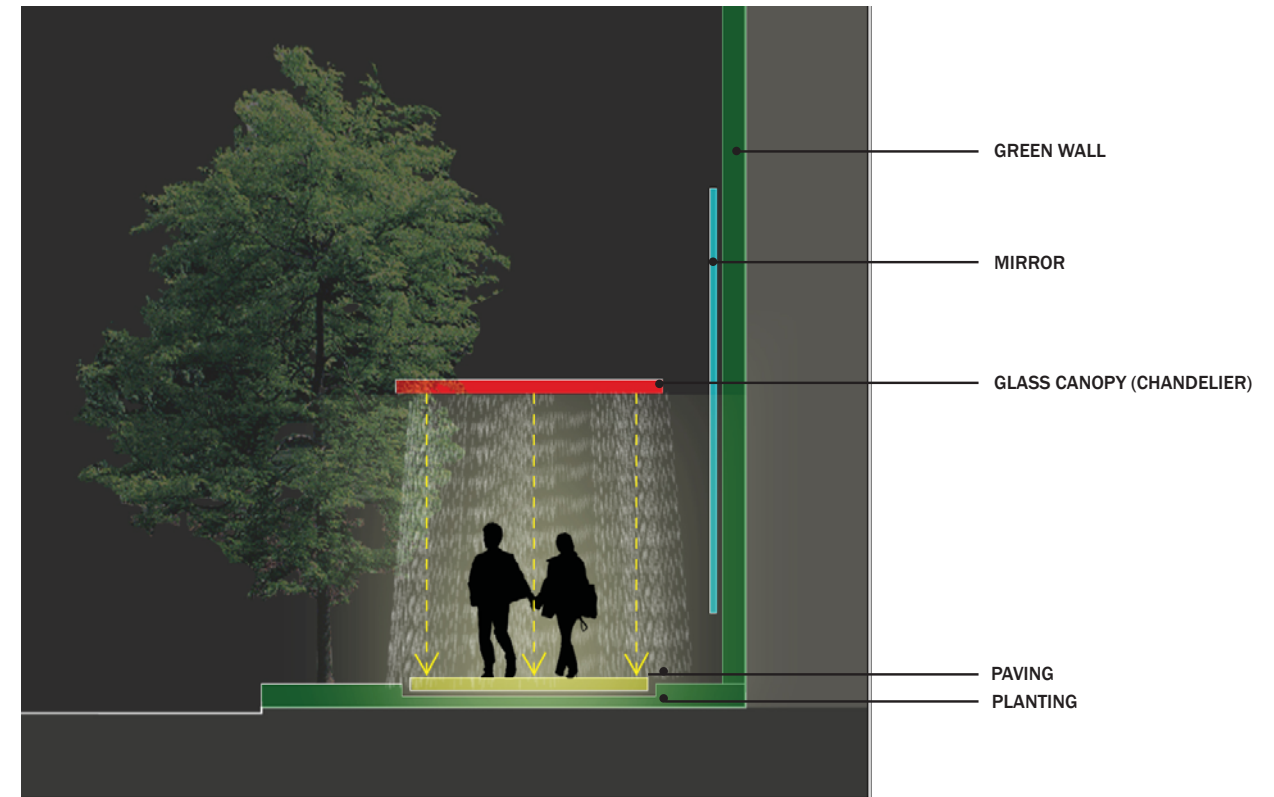 GREEN WALL
MIRROR
GLASS CANOPY (CHANDELIER)
PAVING
PLANTING